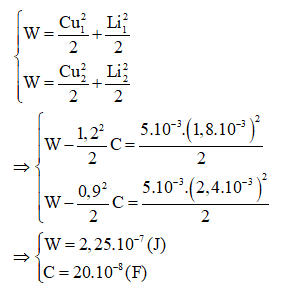 W = Cu₁²/2 + Li₁²/2
W = Cu₂²/2 + Li₂²/2
⇒ W - 1,2²/2 C = 5.10⁻³.(1,8.10⁻³)²/2
W - 0,9²/2 C = 5.10⁻³.(2,4.10⁻³)²/2
⇒ W = 2,25.10⁻⁷(J)
C = 20.10⁻⁸(F)